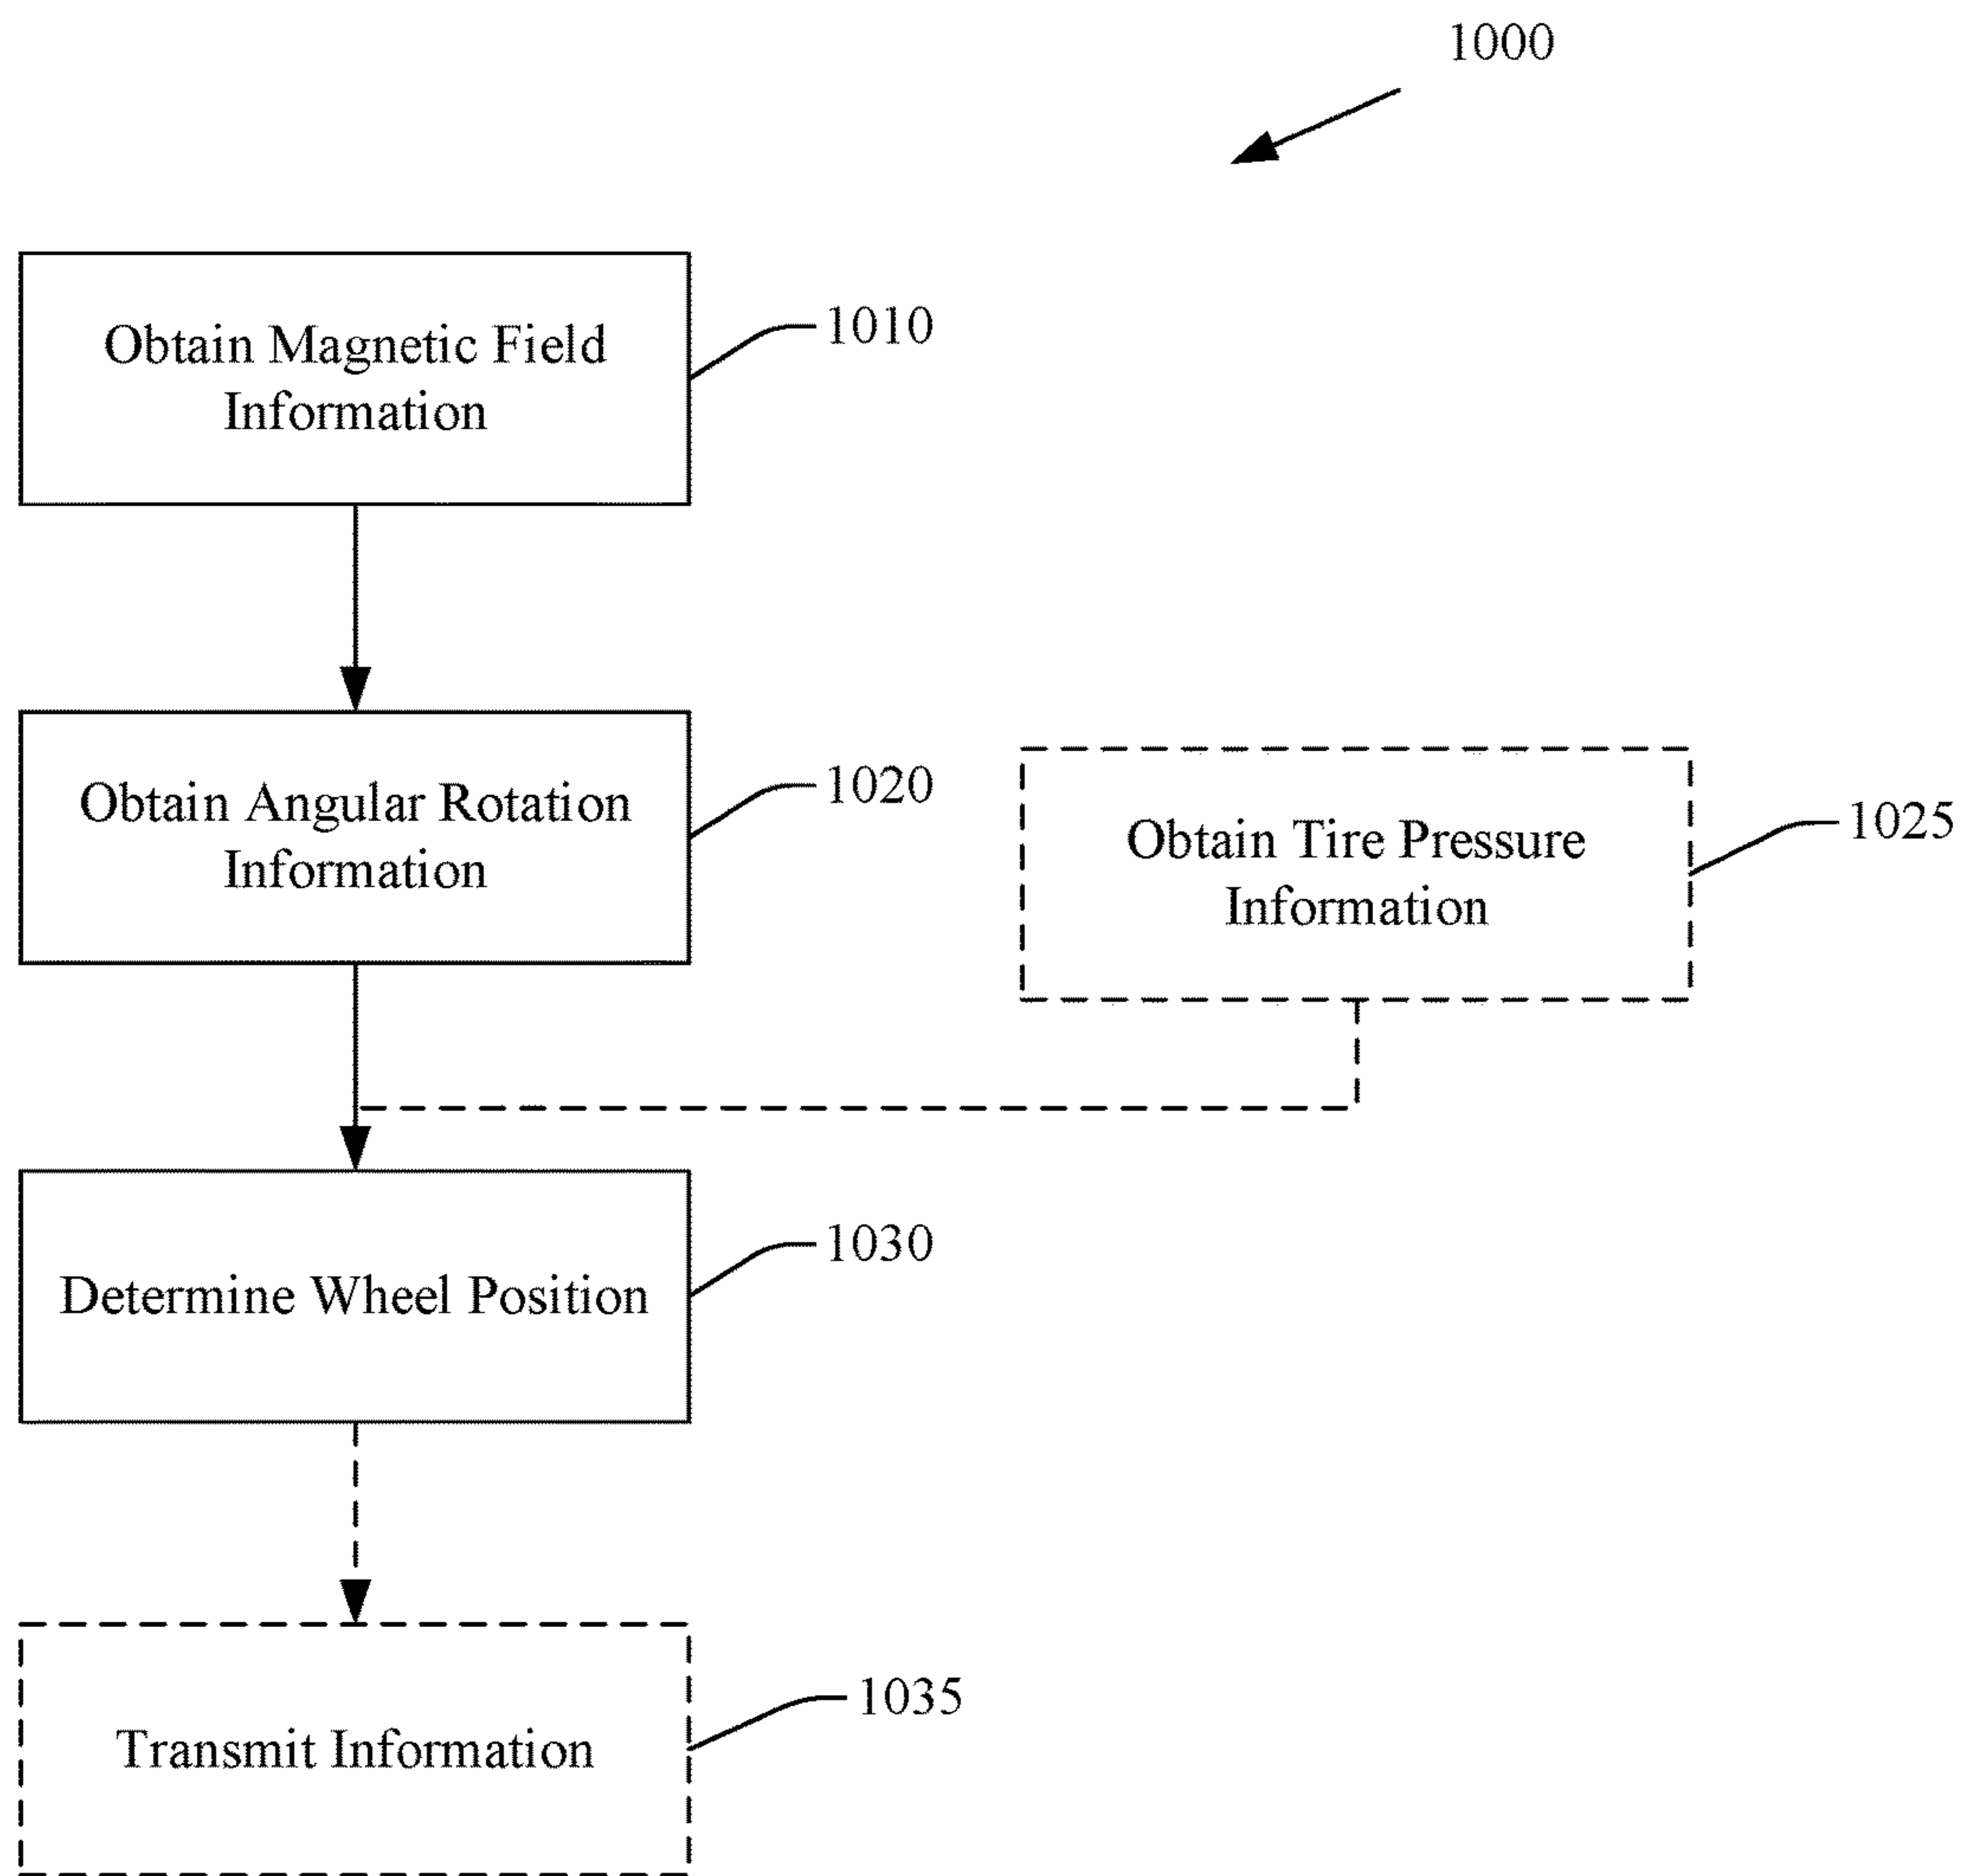 1000
Obtain Magnetic Field
Information
1010
Obtain Angular Rotation
Information
1020
Obtain Tire Pressure
Information
1025
Determine Wheel Position
1030
Transmit Information
1035